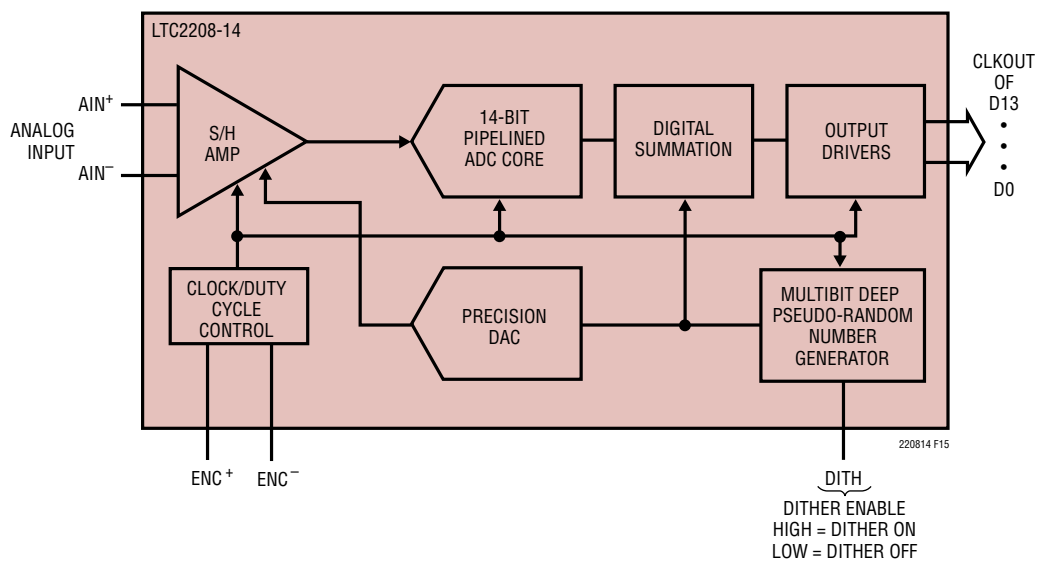 LTC2208-14
AIN+
ANALOG
INPUT
AIN−
S/H
AMP
14-BIT
PIPELINED
ADC CORE
DIGITAL
SUMMATION
OUTPUT
DRIVERS
CLKOUT
OF
D13
•
•
•
D0
CLOCK/DUTY
CYCLE
CONTROL
PRECISION
DAC
MULTIBIT DEEP
PSEUDO-RANDOM
NUMBER
GENERATOR
220814 F15
ENC +
ENC −
DITH
DITHER ENABLE
HIGH = DITHER ON
LOW = DITHER OFF